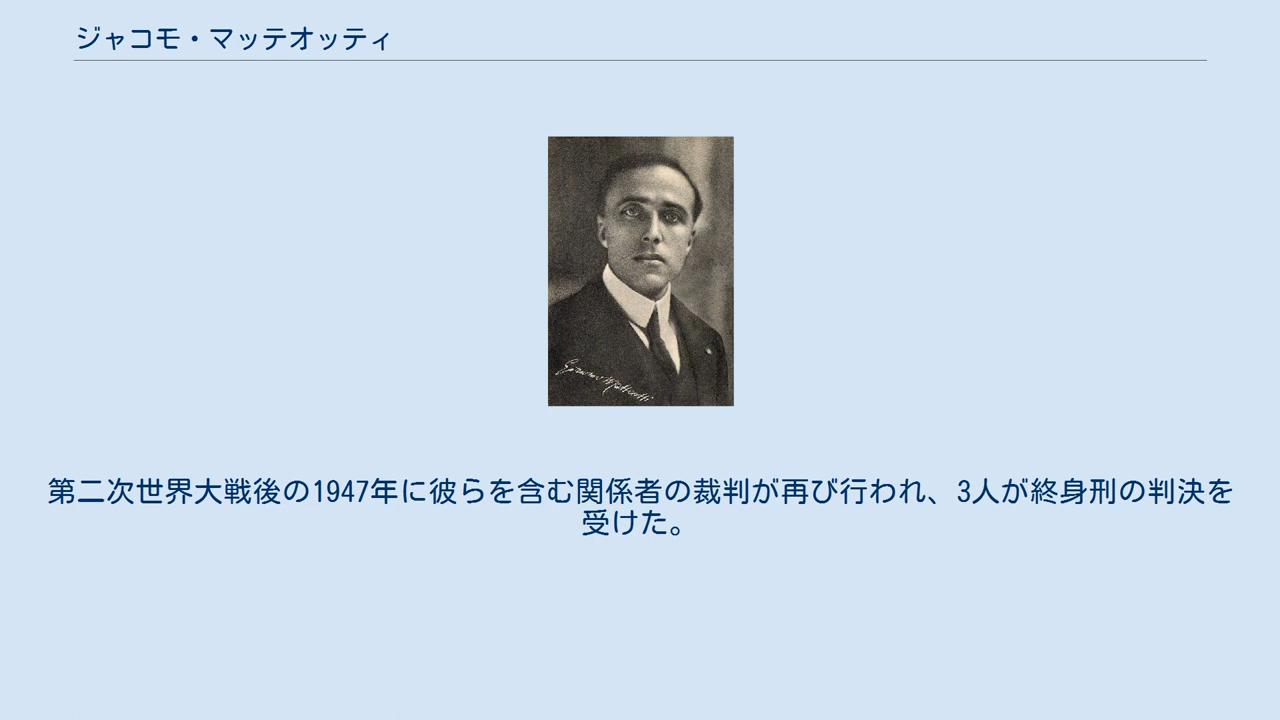 ジャコモ・マッテオッティ
Giacomo Matteotti
第二次世界大戦後の1947年に彼らを含む関係者の裁判が再び行われ、3人が終身刑の判決を
受けた。